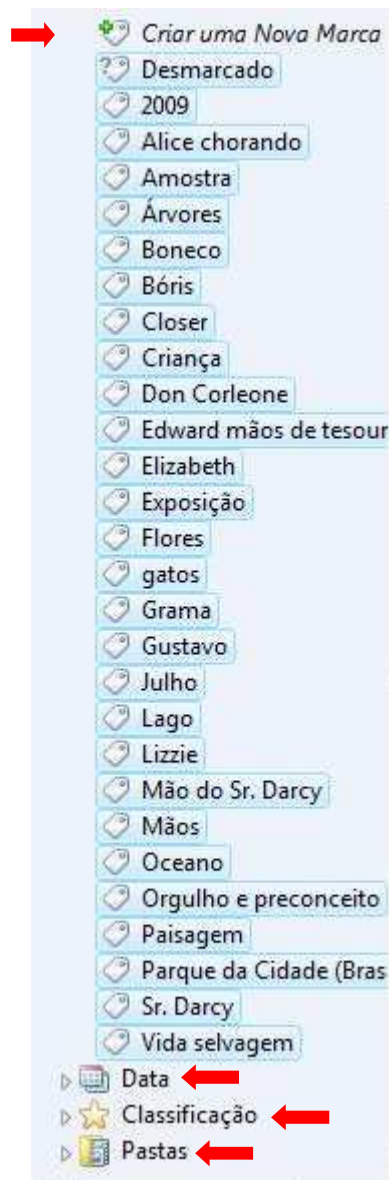 Criar uma Nova Marca
Desmarcado
2009
Alice chorando
Amostra
Árvores
Boneco
Bóris
Closer
Criança
Don Corleone
Edward mãos de tesour
Elizabeth
Exposição
Flores
gatos
Grama
Gustavo
Julho
Lago
Lizzie
Mão do Sr. Darcy
Mãos
Oceano
Orgulho e preconceito
Paisagem
Parque da Cidade (Bras
Sr. Darcy
Vida selvagem
Data
Classificação
Pastas